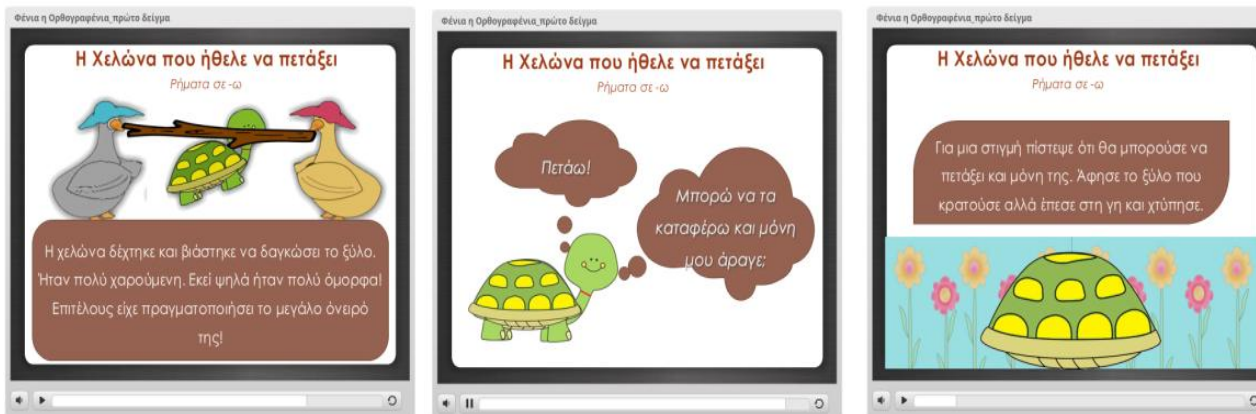 Φένια η Ορθογραφένια_πρώτο δείγμα
Η Χελώνα που ήθελε να πετάξει
Ρήματα σε -ω
Η χελώνα δέχτηκε και βιάστηκε να δαγκώσει το ξύλο.
Ήταν πολύ χαρούμενη. Εκεί ψηλά ήταν πολύ όμορφα!
Επιτέλους είχε πραγματοποιήσει το μεγάλο όνειρό
της!
Φένια η Ορθογραφένια_πρώτο δείγμα
Η Χελώνα που ήθελε να πετάξει
Ρήματα σε -ω
Πετάω!
Μπορώ να τα
καταφέρω και μόνη
μου άραγε;
Φένια η Ορθογραφένια_πρώτο δείγμα
Η Χελώνα που ήθελε να πετάξει
Ρήματα σε -ω
Για μια στιγμή πίστεψε ότι θα μπορούσε να
πετάξει και μόνη της. Άφησε το ξύλο που
κρατούσε αλλά έπεσε στη γη και χτύπησε.